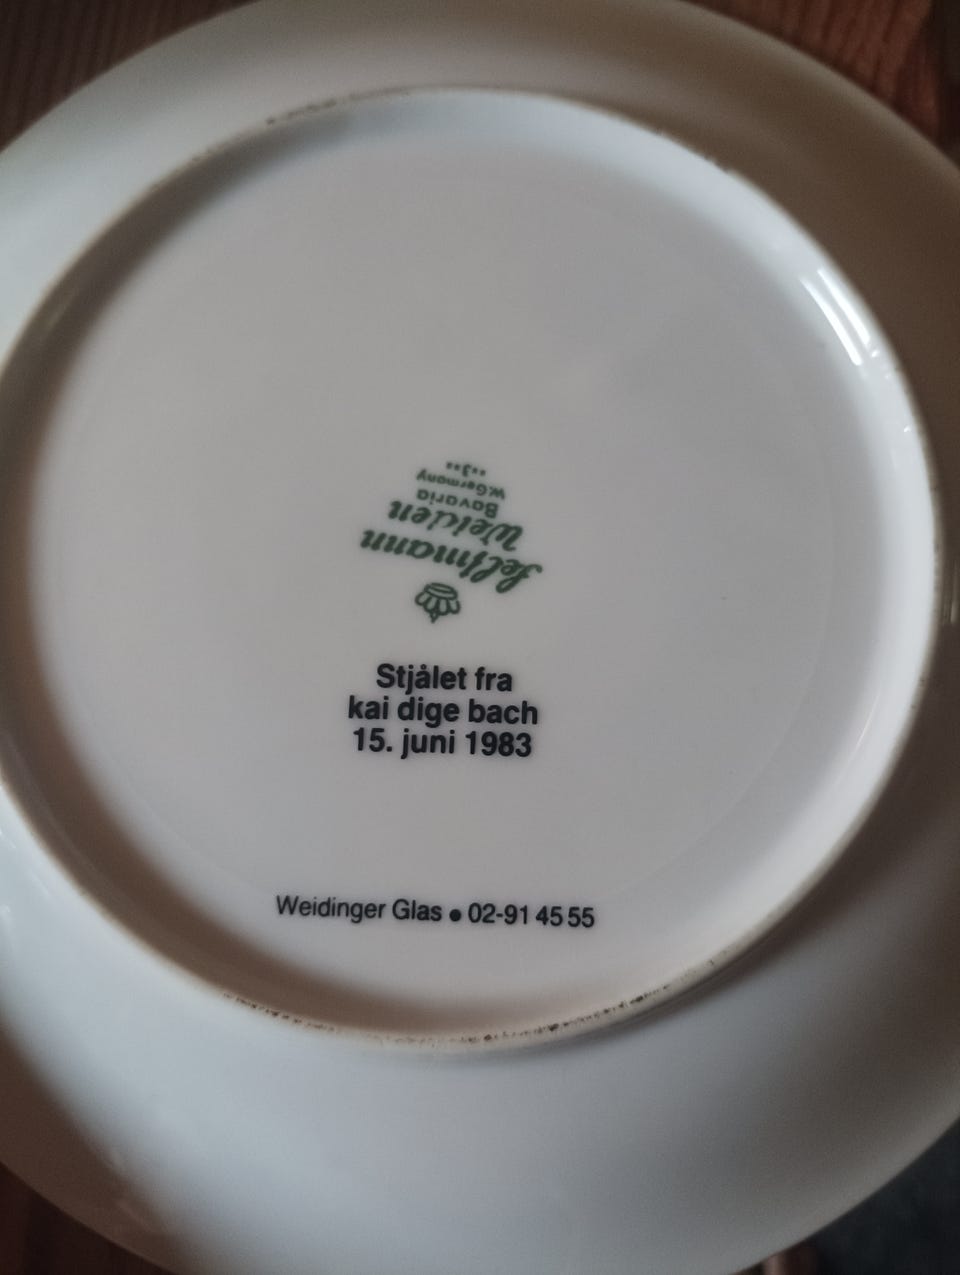 Seltmann
Weiden
Bavaria
W.Germany
Stjålet fra
kai dige bach
15. juni 1983
Weidinger Glas ● 02-91 45 55